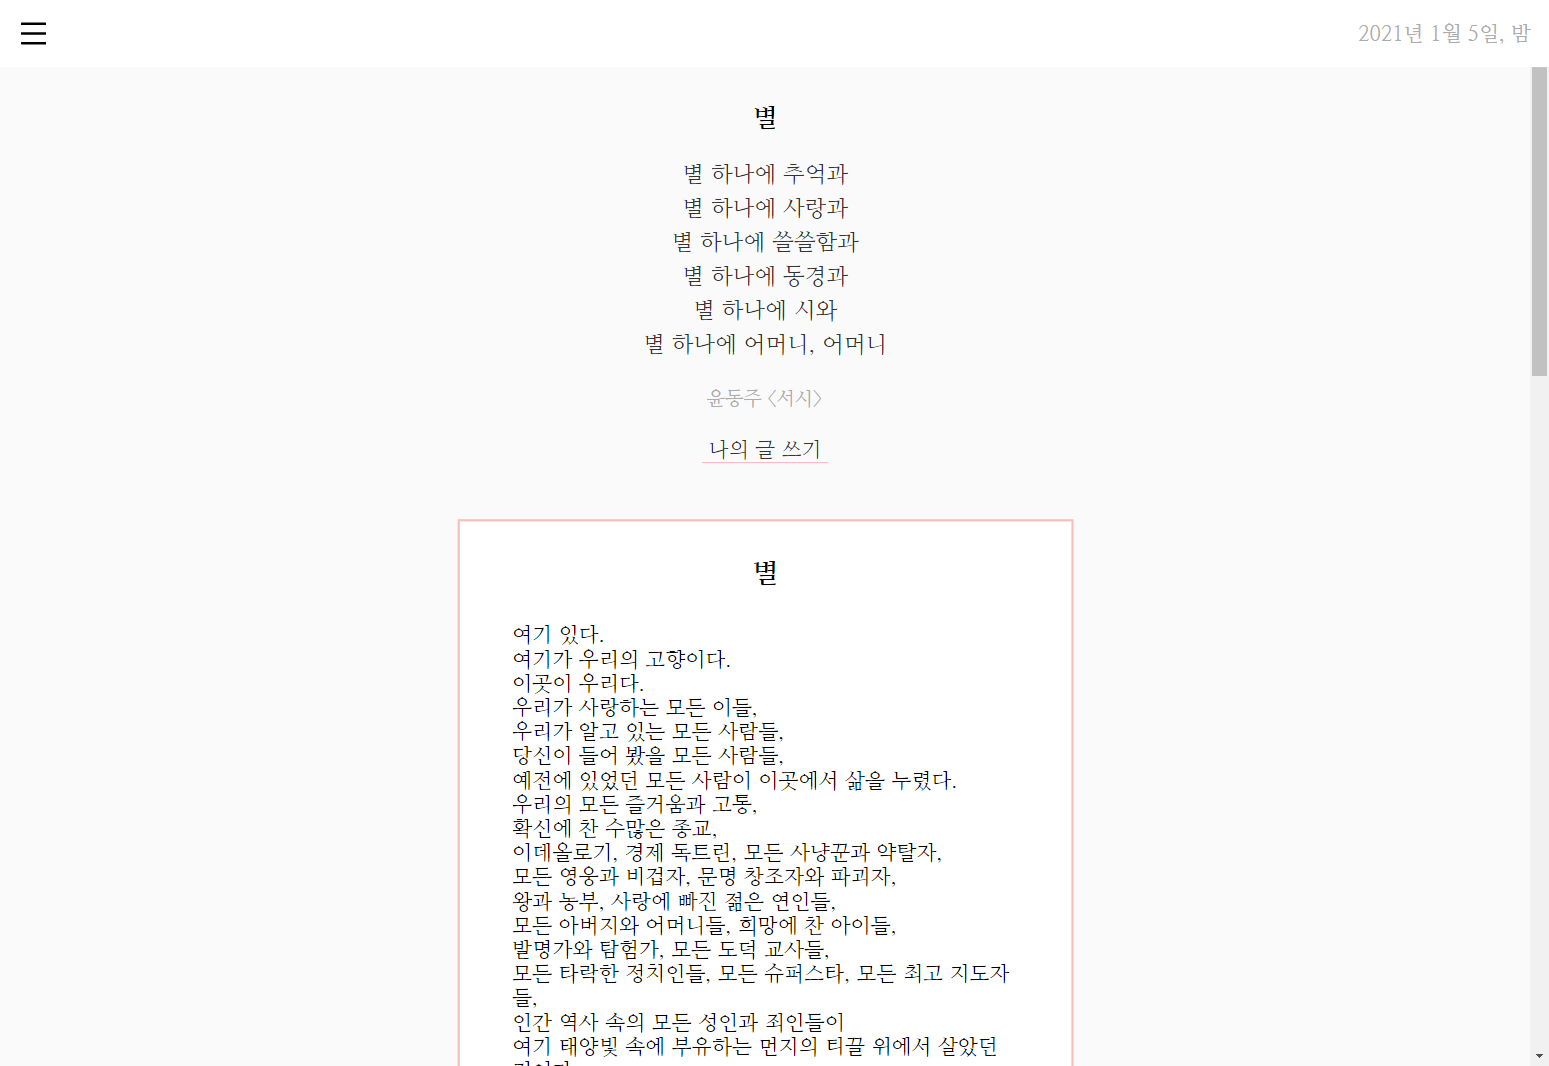 2021년 1월 5일, 밤
별
별 하나에 추억과
별 하나에 사랑과
별 하나에 쓸쓸함과
별 하나에 동경과
별 하나에 시와
별 하나에 어머니, 어머니
윤동주 〈서시〉
나의 글 쓰기
별
여기 있다.
여기가 우리의 고향이다.
이곳이 우리다.
우리가 사랑하는 모든 이들,
우리가 알고 있는 모든 사람들,
당신이 들어 봤을 모든 사람들,
예전에 있었던 모든 사람이 이곳에서 삶을 누렸다.
우리의 모든 즐거움과 고통,
확신에 찬 수많은 종교,
이데올로기, 경제 독트린, 모든 사냥꾼과 약탈자,
모든 영웅과 비겁자, 문명 창조자와 파괴자,
왕과 농부, 사랑에 빠진 젊은 연인들,
모든 아버지와 어머니들, 희망에 찬 아이들,
발명가와 탐험가, 모든 도덕 교사들,
모든 타락한 정치인들, 모든 슈퍼스타, 모든 최고 지도자
들,
인간 역사 속의 모든 성인과 죄인들이
여기 태양빛 속에 부유하는 먼지의 티끌 위에서 살았던